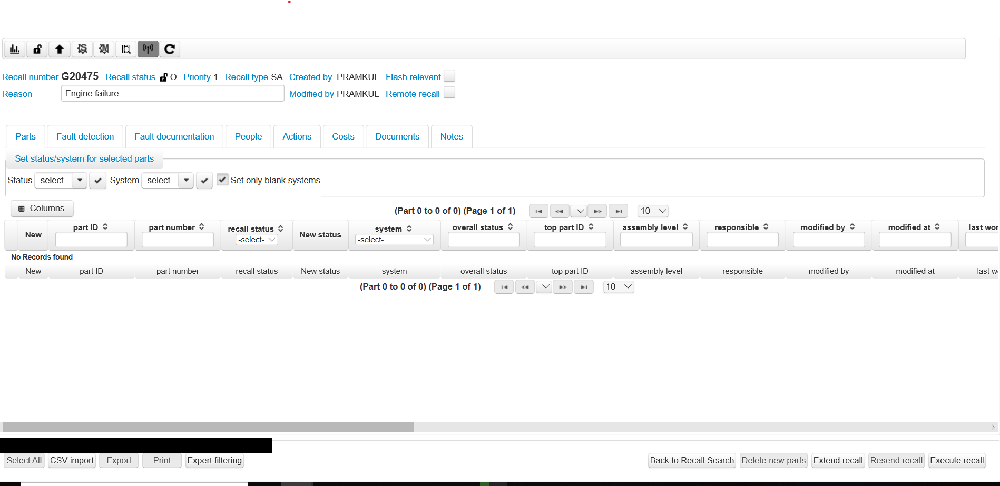 Recall number G20475 Recall status O Priority 1 Recall type SA Created by PRAMKUL Flash relevant
Reason Engine failure Modified by PRAMKUL Remote recall
Parts Fault detection Fault documentation People Actions Costs Documents Notes
Set status/system for selected parts
Status -select- System -select- Set only blank systems
Columns (Part 0 to 0 of 0) (Page 1 of 1) 10
New part ID part number recall status -select- New status system -select- overall status top part ID assembly level responsible modified by modified at last wor
No Records found
New part ID part number recall status New status system overall status top part ID assembly level responsible modified by modified at last w
(Part 0 to 0 of 0) (Page 1 of 1) 10
Select All CSV import Export Print Expert filtering Back to Recall Search Delete new parts Extend recall Resend recall Execute recall